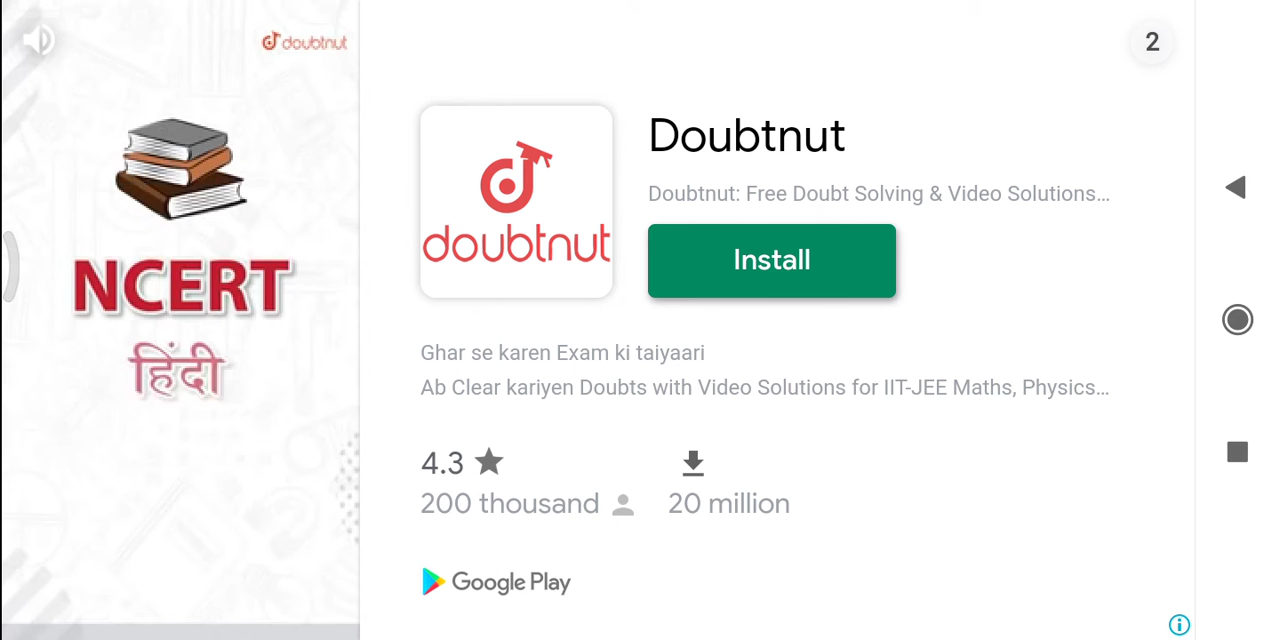 doubtnut
NCERT
हिंदी
2
doubtnut
Doubtnut
Doubtnut: Free Doubt Solving & Video Solutions...
Install
Ghar se karen Exam ki taiyaari
Ab Clear kariyen Doubts with Video Solutions for IIT-JEE Maths, Physics...
4.3
200 thousand 20 million
Google Play